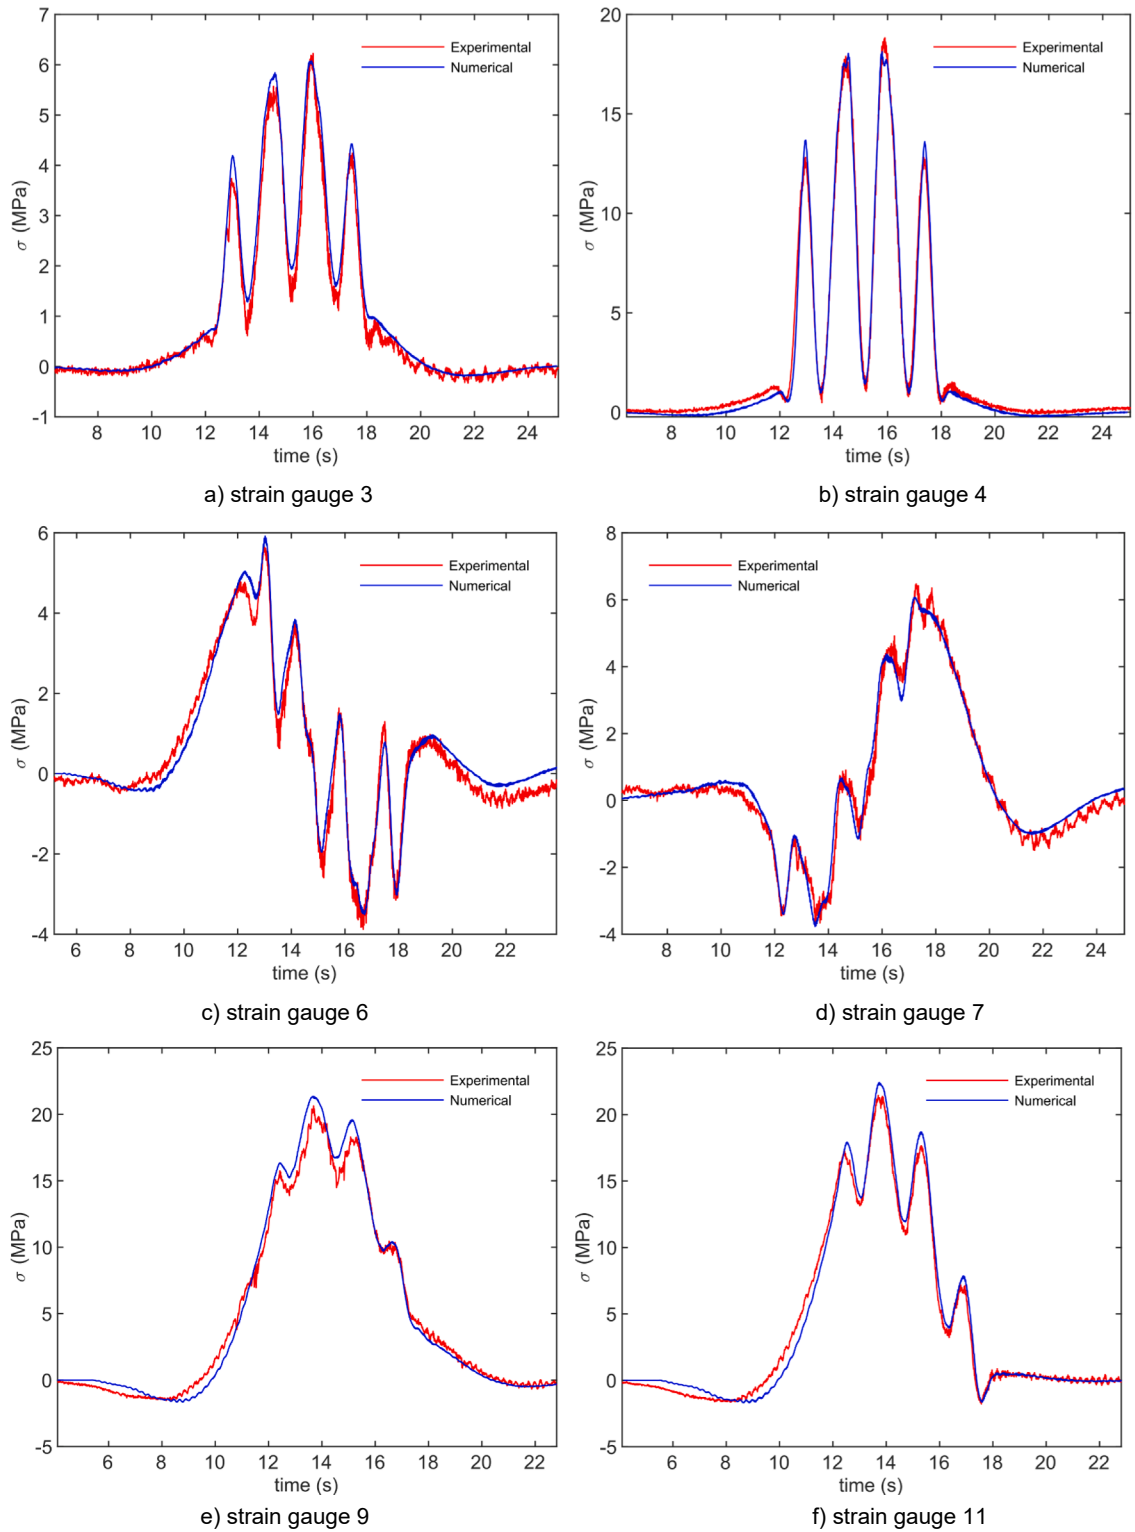 7
6
5
4
3
2
1
0
-1
σ (MPa)
Experimental
Numerical
8 10 12 14 16 18 20 22 24
time (s)
a) strain gauge 3
20
15
10
5
0
σ (MPa)
Experimental
Numerical
8 10 12 14 16 18 20 22 24
time (s)
b) strain gauge 4
6
4
2
0
-2
-4
σ (MPa)
Experimental
Numerical
6 8 10 12 14 16 18 20 22
time (s)
c) strain gauge 6
8
6
4
2
0
-2
-4
σ (MPa)
Experimental
Numerical
8 10 12 14 16 18 20 22 24
time (s)
d) strain gauge 7
25
20
15
10
5
0
-5
σ (MPa)
Experimental
Numerical
6 8 10 12 14 16 18 20 22
time (s)
e) strain gauge 9
25
20
15
10
5
0
-5
σ (MPa)
Experimental
Numerical
6 8 10 12 14 16 18 20 22
time (s)
f) strain gauge 11